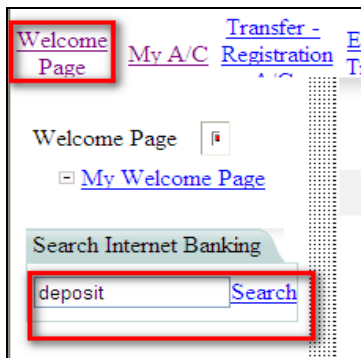 Welcome Page
My A/C
Transfer - Registration
Welcome Page
My Welcome Page
Search Internet Banking
deposit Search